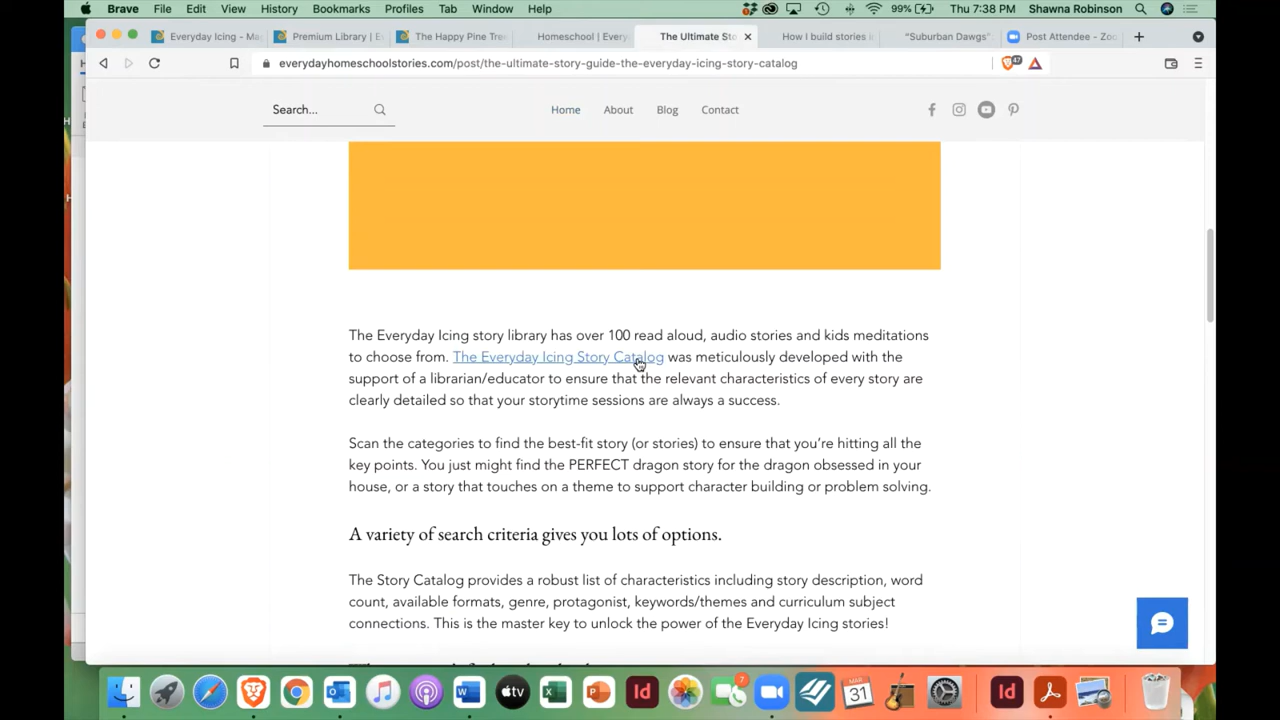 Brave File Edit View History Bookmarks Profiles Tab Window Help 99% Thu 7:38 PM Shawna Robinson
Everyday Icing - Ma Premium Library | E The Happy Pine Tre Homeschool | Every The Ultimate Sto How I build stories i "Suburban Dawgs" Post Attendee - Zoo
everydayhomeschoolstories.com/post/the-ultimate-story-guide-the-everyday-icing-story-catalog 47
Search... Home About Blog Contact
The Everyday Icing story library has over 100 read aloud, audio stories and kids meditations
to choose from. The Everyday Icing Story Catalog was meticulously developed with the
support of a librarian/educator to ensure that the relevant characteristics of every story are
clearly detailed so that your storytime sessions are always a success.
Scan the categories to find the best-fit story (or stories) to ensure that you're hitting all the
key points. You just might find the PERFECT dragon story for the dragon obsessed in your
house, or a story that touches on a theme to support character building or problem solving.
A variety of search criteria gives you lots of options.
The Story Catalog provides a robust list of characteristics including story description, word
count, available formats, genre, protagonist, keywords/themes and curriculum subject
connections. This is the master key to unlock the power of the Everyday Icing stories!
tv 7 MAR 31